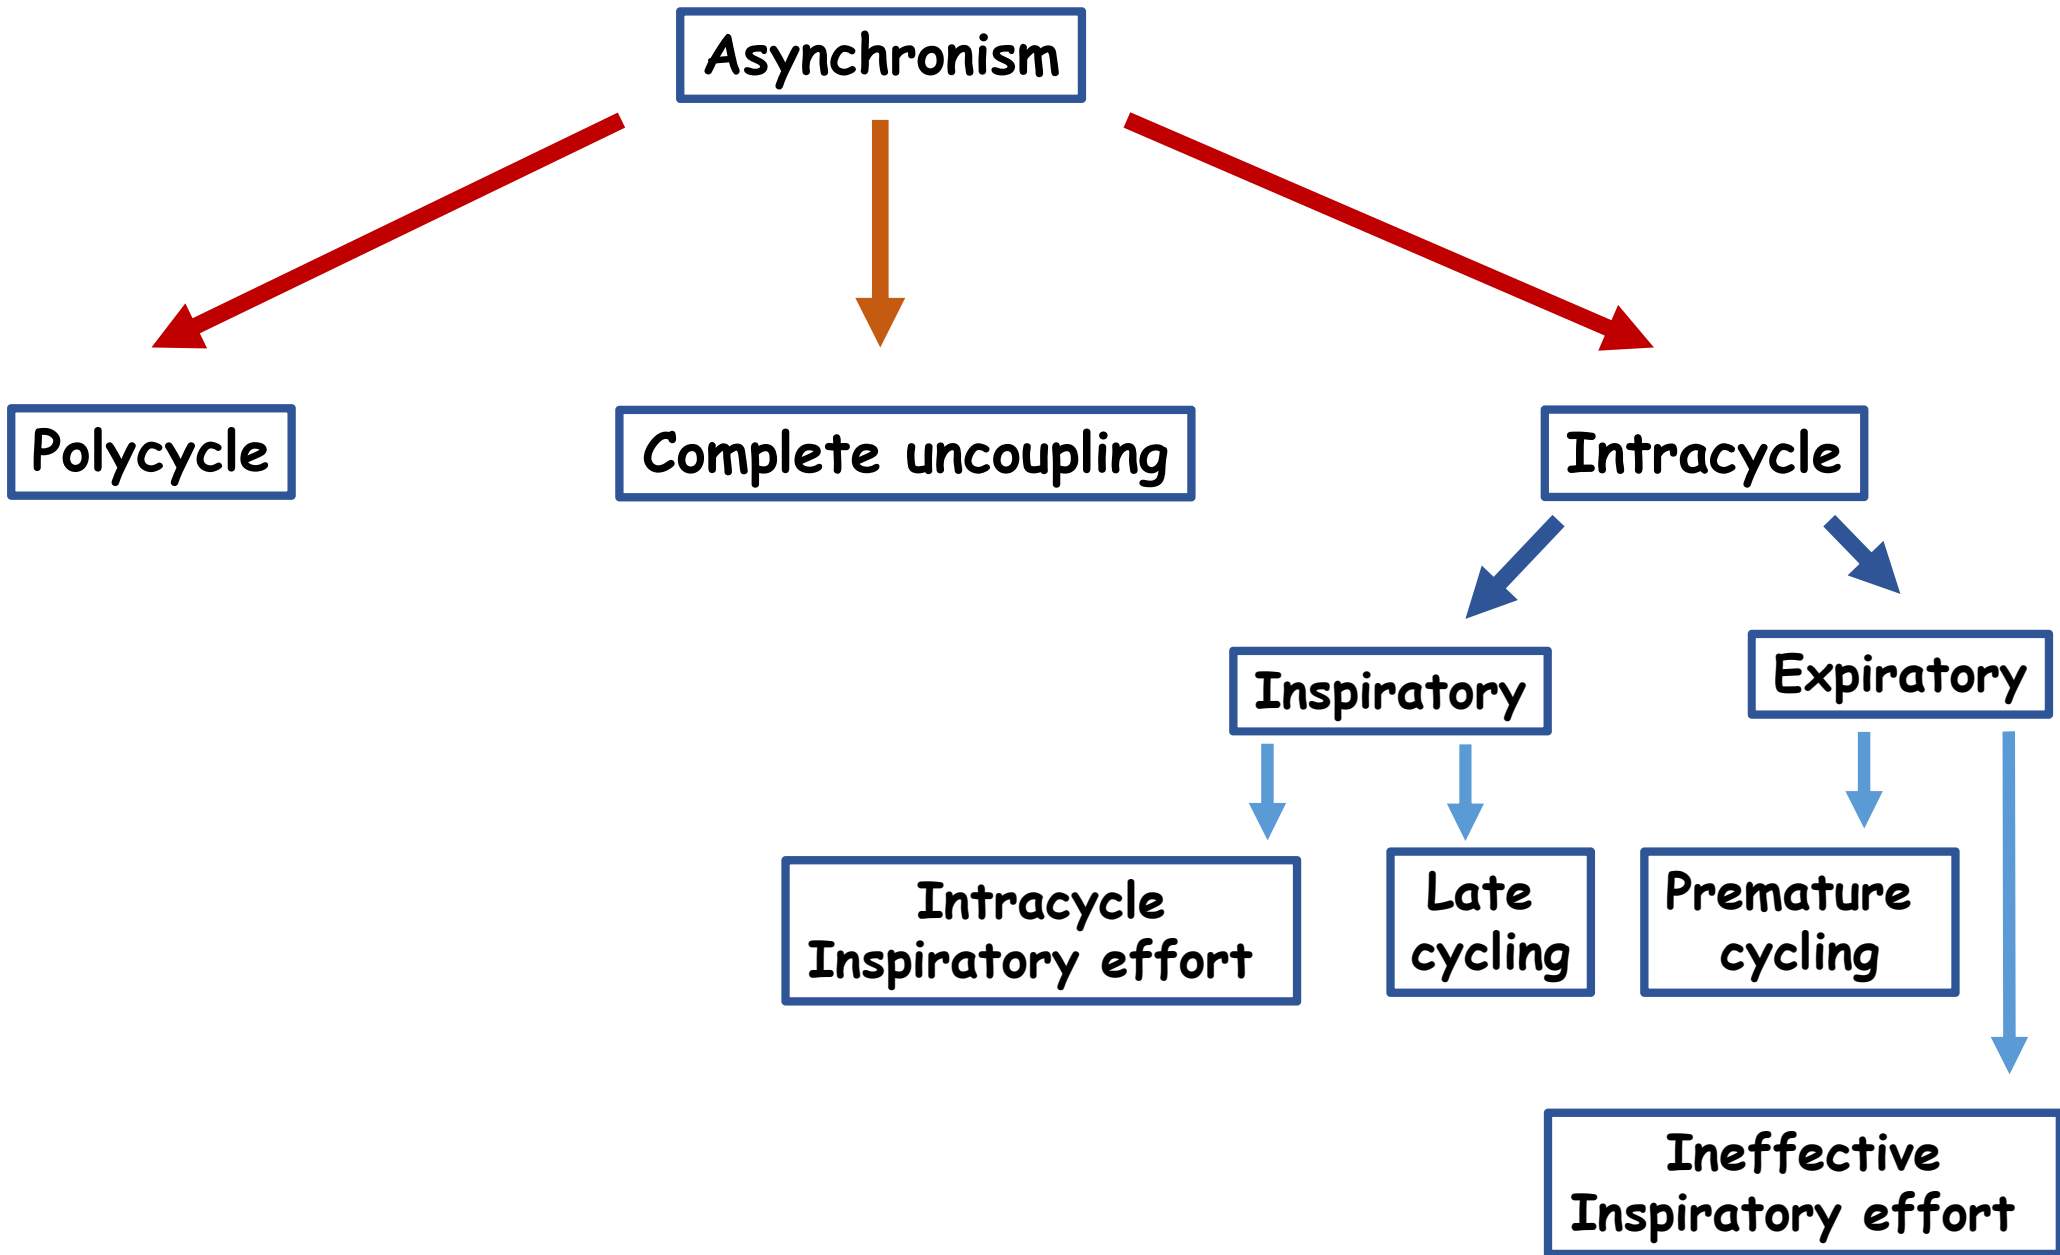 Asynchronism
Polycycle
Complete uncoupling
Intracycle
Inspiratory
Expiratory
Intracycle
Inspiratory effort
Late
cycling
Premature
cycling
Ineffective
Inspiratory effort